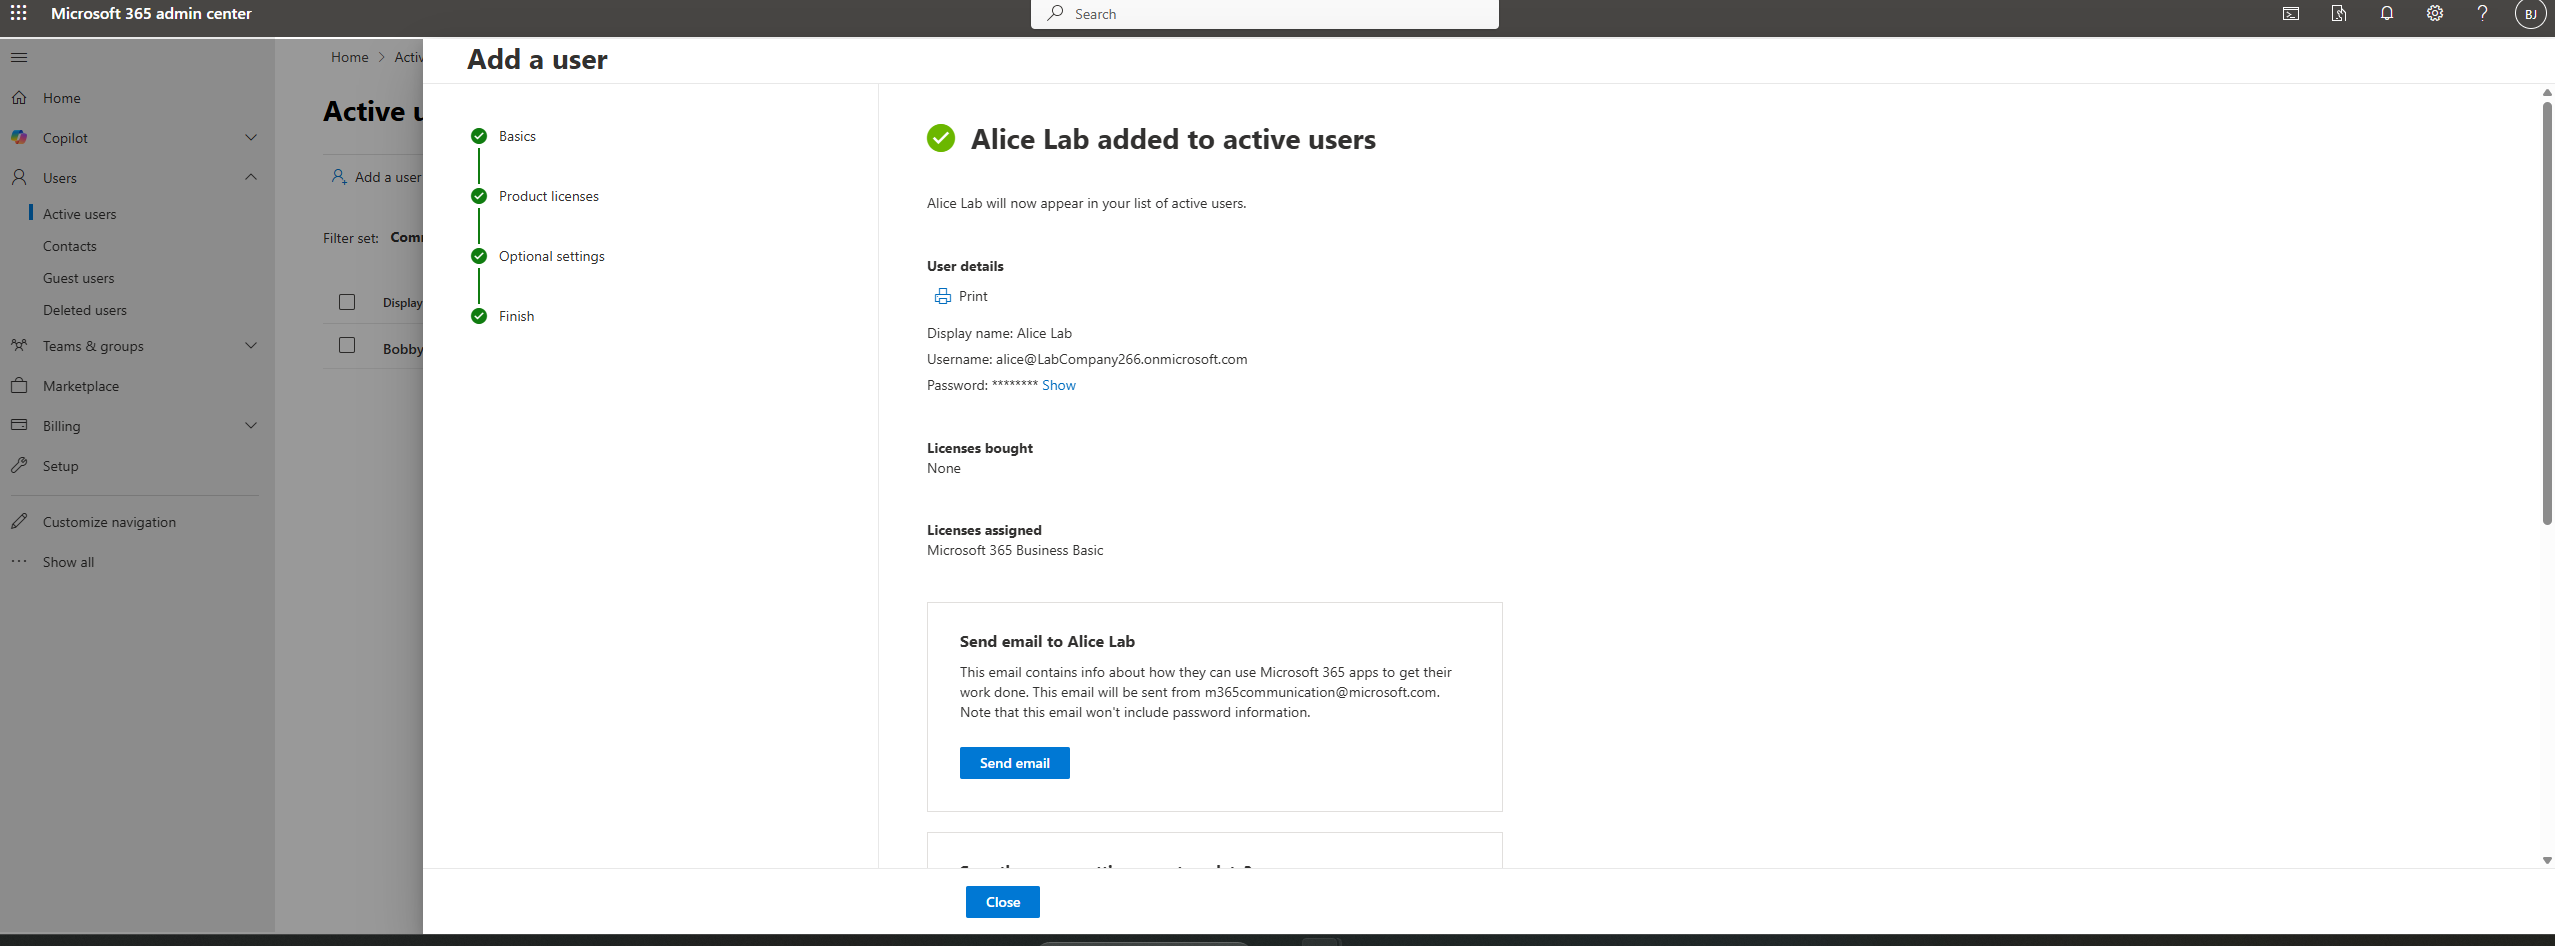 Microsoft 365 admin center
Search
BJ
Home
Copilot
Users
Active users
Contacts
Guest users
Deleted users
Teams & groups
Marketplace
Billing
Setup
Customize navigation
Show all
Home
Active u
Add a user
Filter set:
Display
Bobby
Add a user
Basics
Product licenses
Optional settings
Finish
Alice Lab added to active users
Alice Lab will now appear in your list of active users.
User details
Print
Display name: Alice Lab
Username: alice@LabCompany266.onmicrosoft.com
Password: ******** Show
Licenses bought
None
Licenses assigned
Microsoft 365 Business Basic
Send email to Alice Lab
This email contains info about how they can use Microsoft 365 apps to get their
work done. This email will be sent from m365communication@microsoft.com.
Note that this email won't include password information.
Send email
Close